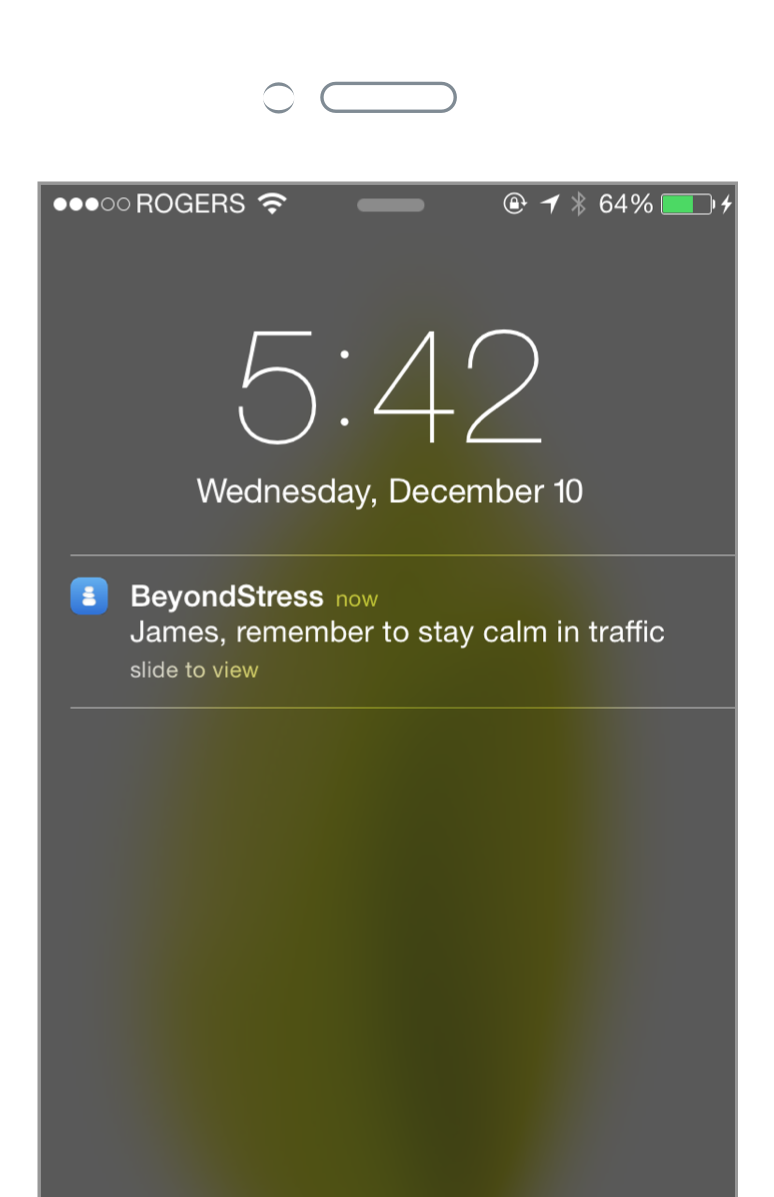 ROGERS 64%
5:42
Wednesday, December 10
BeyondStress now
James, remember to stay calm in traffic
slide to view